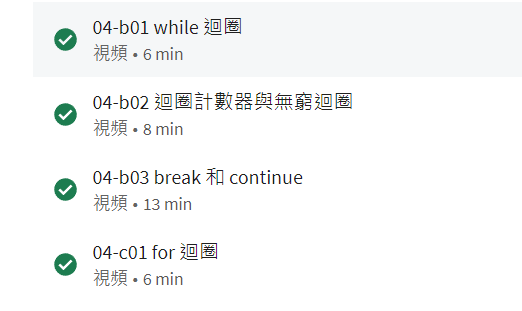 04-b01 while 迴圈
視頻 • 6 min
04-b02 迴圈計數器與無窮迴圈
視頻 • 8 min
04-b03 break 和 continue
視頻 • 13 min
04-c01 for 迴圈
視頻 • 6 min